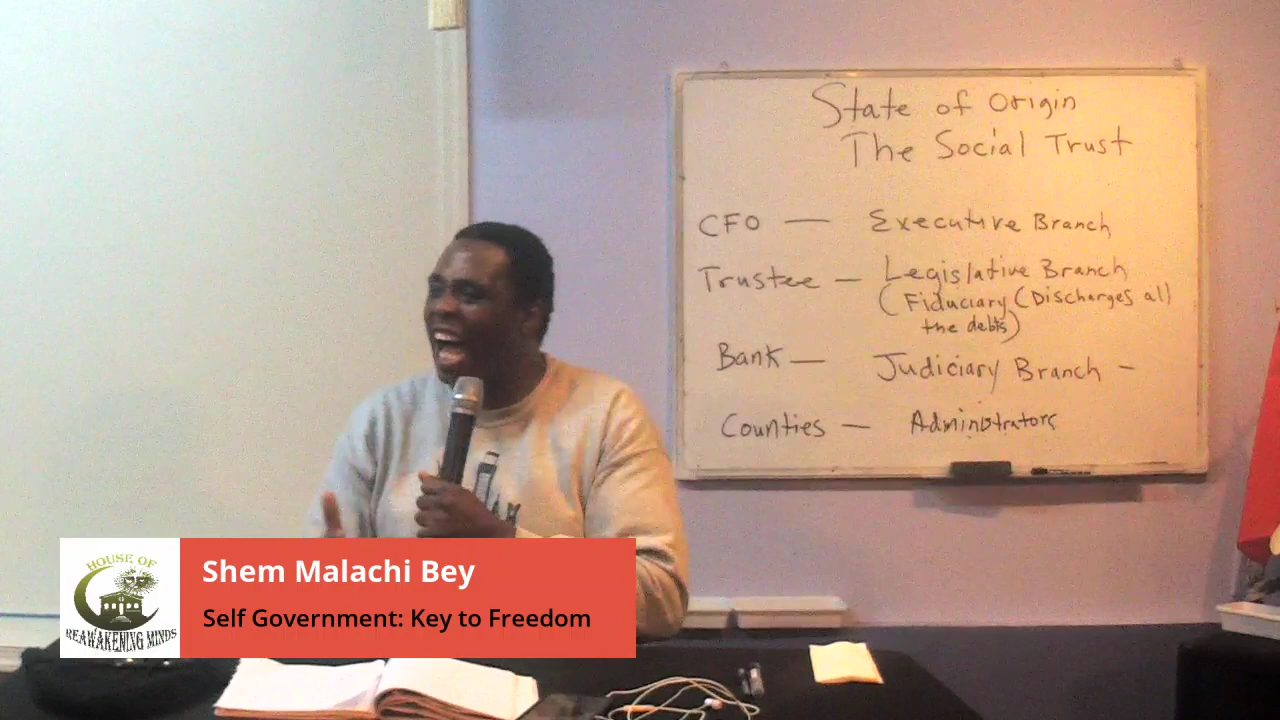 State of Origin
The Social Trust
CFO — Executive Branch
Trustee — Legislative Branch
(Fiduciary (Discharges all
the debts)
Bank — Judiciary Branch -
Counties — Administrators
HOUSE OF
REAWAKENING MINDS
Shem Malachi Bey
Self Government: Key to Freedom